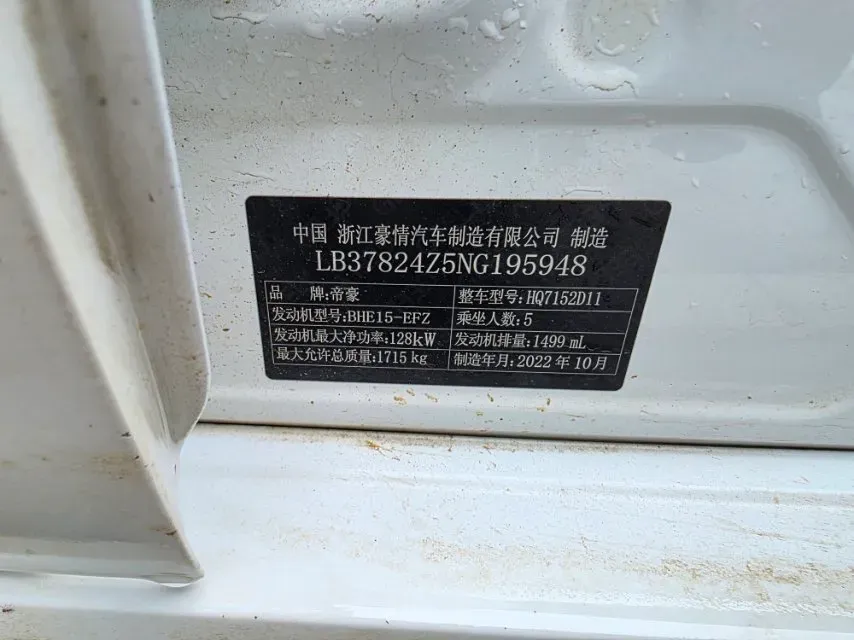 中国 浙江豪情汽车制造有限公司 制造
LB37824Z5NG195948
品 牌:帝豪 整车型号:HQ7152D11
发动机型号:BHE15-EFZ 乘坐人数:5
发动机最大净功率:128kW 发动机排量:1499 mL
最大允许总质量:1715 kg 制造年月:2022 年 10月